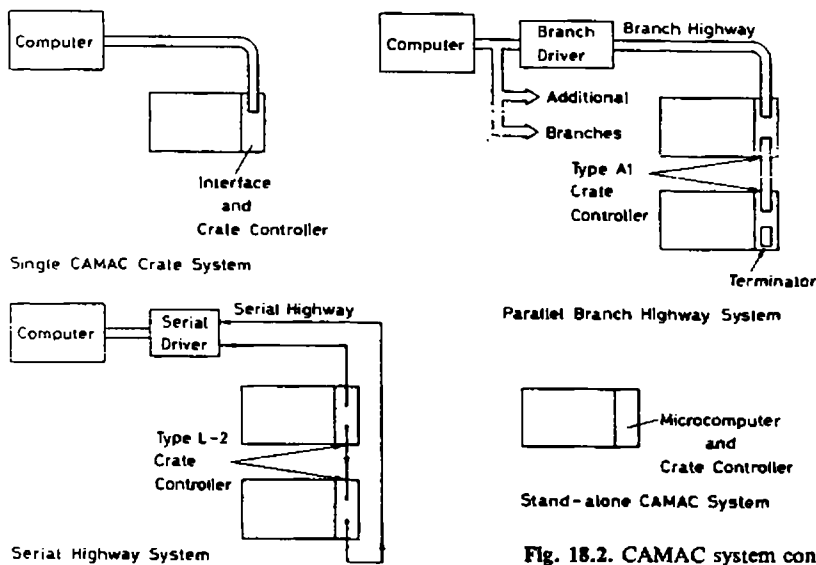 Computer
Interface
and
Crate Controller
Single CAMAC Crate System
Computer
Branch
Driver
Branch Highway
Additional
Branches
Type A1
Crate
Controller
Terminator
Parallel Branch Highway System
Computer
Serial
Driver
Serial Highway
Type L-2
Crate
Controller
Serial Highway System
Microcomputer
and
Crate Controller
Stand-alone CAMAC System
Fig. 18.2. CAMAC system con